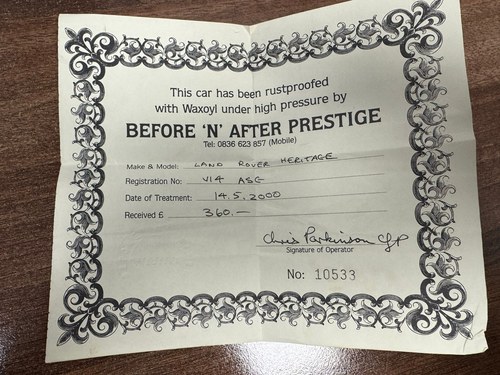 This car has been rustproofed
with Waxoyl under high pressure by
BEFORE 'N' AFTER PRESTIGE
Tel: 0836 623 857 (Mobile)
Make & Model: LAND ROVER HERITAGE
Registration No: V14 ASG
Date of Treatment: 14.5.2000
Received £ 360.—
Chris Parkinson
Signature of Operator
No: 10533